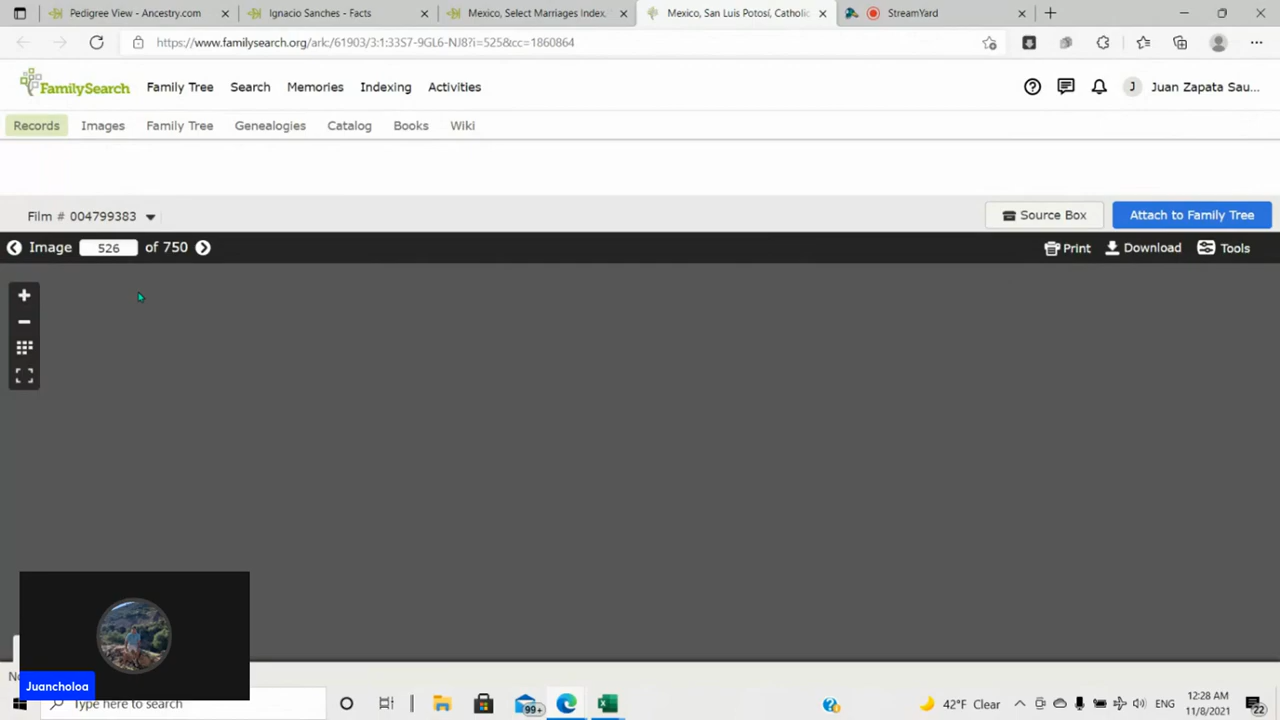 Pedigree View - Ancestry.com
Ignacio Sanches - Facts
Mexico, Select Marriages Index,
Mexico, San Luis Potosí, Catholic
StreamYard
https://www.familysearch.org/ark:/61903/3:1:33S7-9GL6-NJ8?i=525&cc=1860864
FamilySearch Family Tree Search Memories Indexing Activities J Juan Zapata Sau...
Records Images Family Tree Genealogies Catalog Books Wiki
Film # 004799383 Source Box Attach to Family Tree
Image 526 of 750 Print Download Tools
Juancholoa
Type here to search 99+ 42°F Clear ENG 12:28 AM
11/8/2021 22